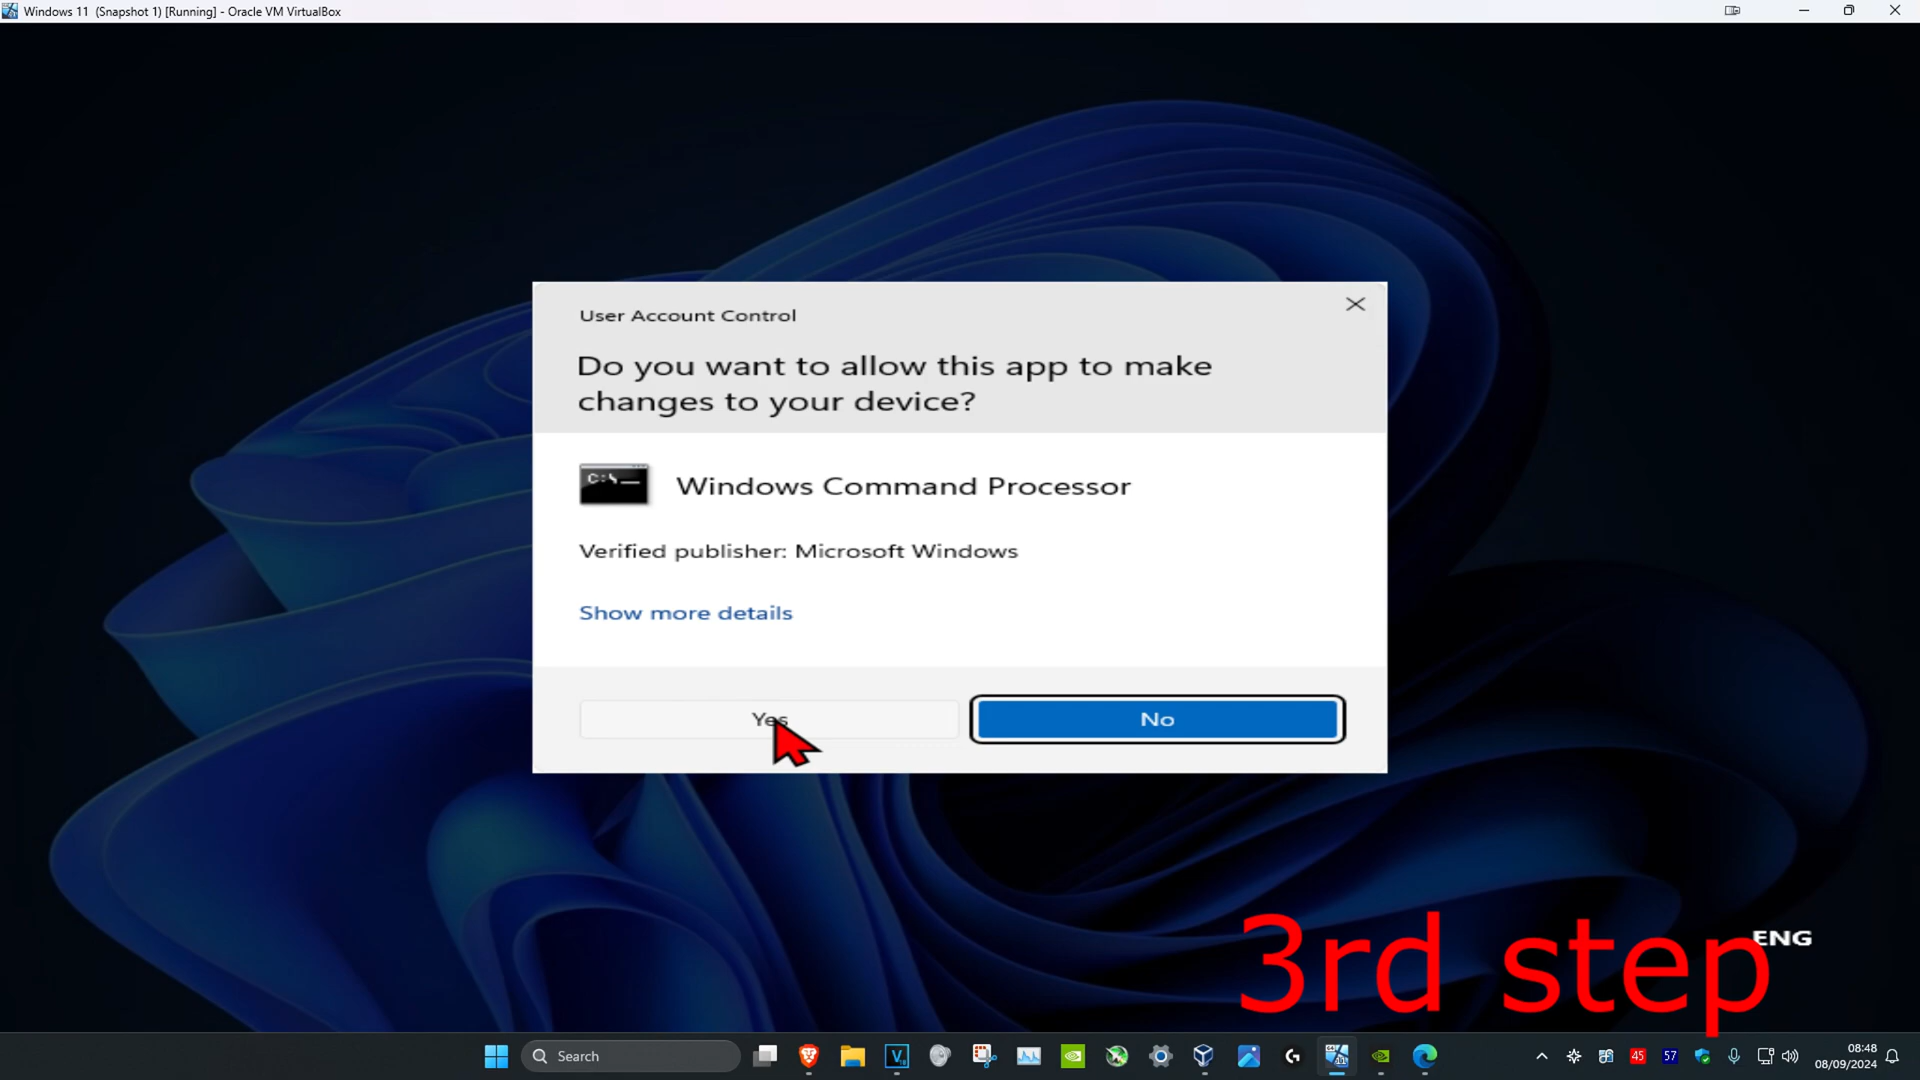 Windows 11 (Snapshot 1) [Running] - Oracle VM VirtualBox
User Account Control
Do you want to allow this app to make
changes to your device?
C:\
Windows Command Processor
Verified publisher: Microsoft Windows
Show more details
Yes
No
3rd step
ENG
Search
45
57
08:48
08/09/2024